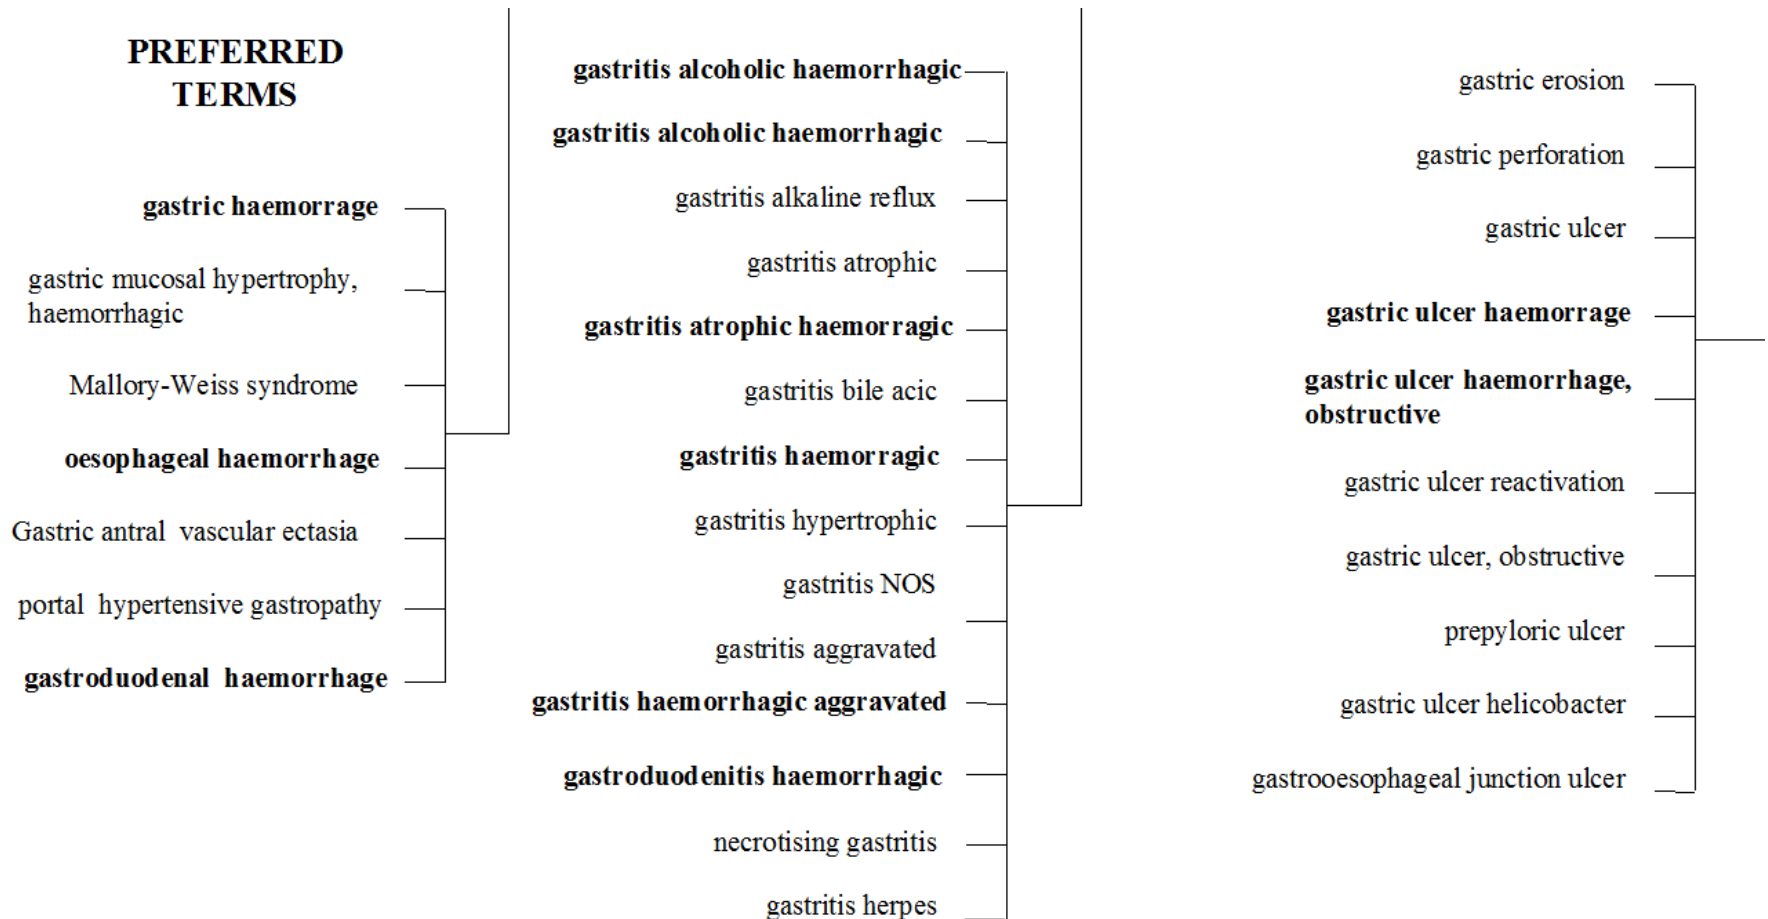 PREFERRED
TERMS
gastric haemorrage
gastric mucosal hypertrophy,
haemorrhagic
Mallory-Weiss syndrome
oesophageal haemorrhage
Gastric antral vascular ectasia
portal hypertensive gastropathy
gastroduodenal haemorrhage
gastritis alcoholic haemorrhagic
gastritis alcoholic haemorrhagic
gastritis alkaline reflux
gastritis atrophic
gastritis atrophic haemorragic
gastritis bile acic
gastritis haemorragic
gastritis hypertrophic
gastritis NOS
gastritis aggravated
gastritis haemorrhagic aggravated
gastroduodenitis haemorrhagic
necrotising gastritis
gastritis herpes
gastric erosion
gastric perforation
gastric ulcer
gastric ulcer haemorrage
gastric ulcer haemorrhage,
obstructive
gastric ulcer reactivation
gastric ulcer, obstructive
prepyloric ulcer
gastric ulcer helicobacter
gastrooesophageal junction ulcer